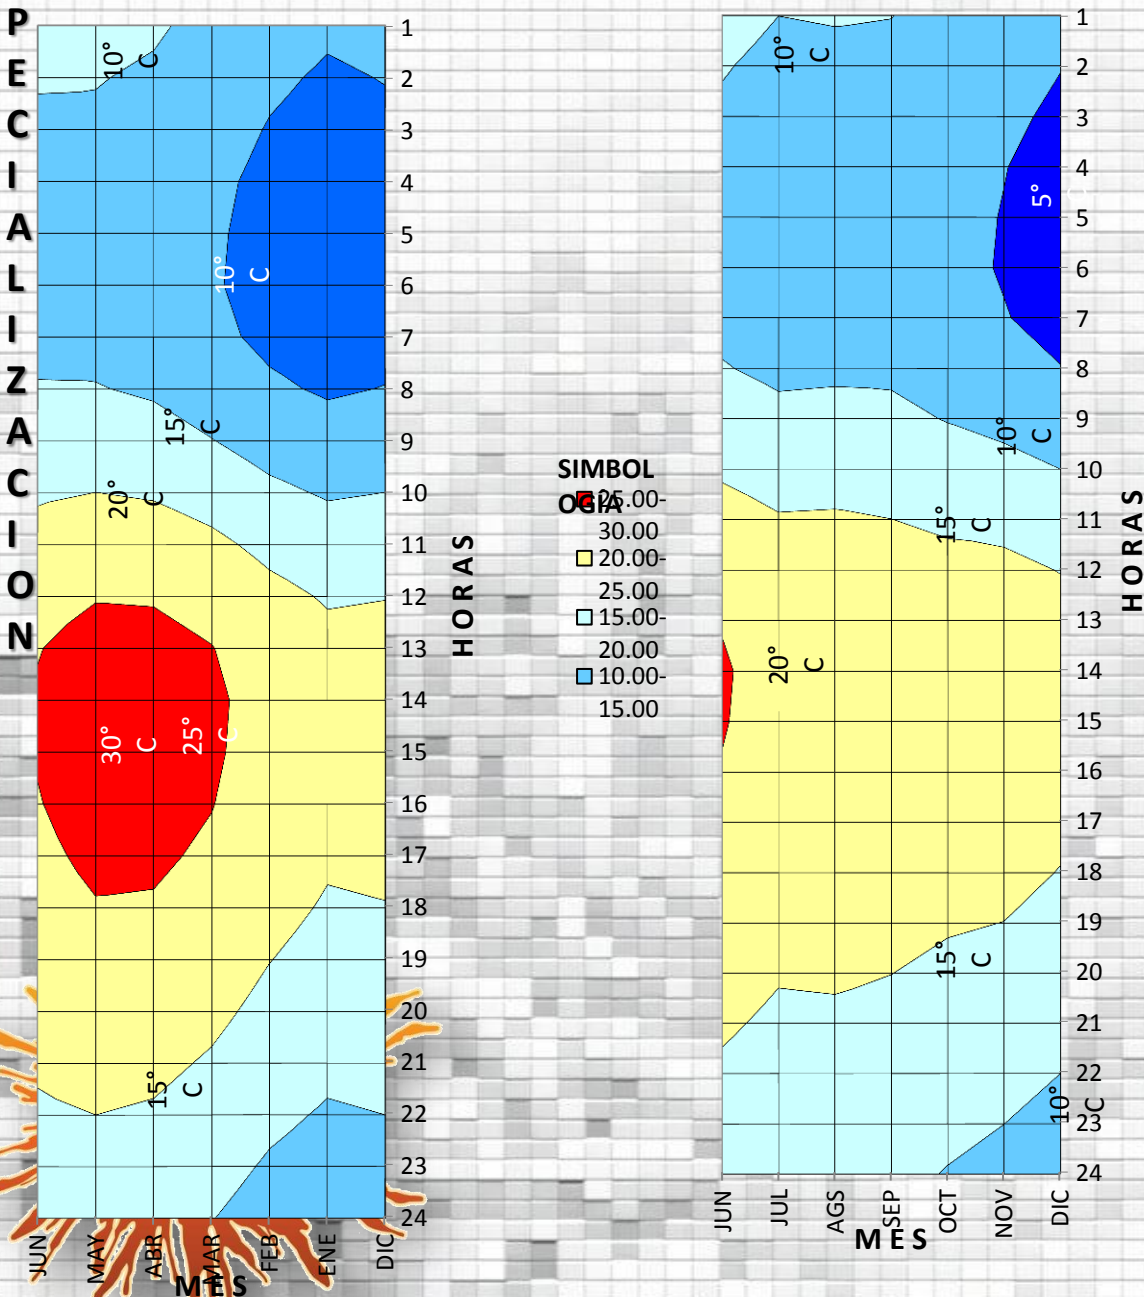 P
E
C
I
A
L
I
Z
A
C
I
O
N
10°
C
10°
C
15°
C
20°
C
30°
C
25°
C
15°
C
1
2
3
4
5
6
7
8
9
10
11
12
13
14
15
16
17
18
19
20
21
22
23
24
HORAS
JUN
MAY
ABR
MAR
FEB
ENE
DIC
MES
SIMBOL
OGIA
25.00-
30.00
20.00-
25.00
15.00-
20.00
10.00-
15.00
10°
C
5°
C
10°
C
15°
C
20°
C
15°
C
10°
C
1
2
3
4
5
6
7
8
9
10
11
12
13
14
15
16
17
18
19
20
21
22
23
24
HORAS
JUN
JUL
AGS
SEP
OCT
NOV
DIC
MES